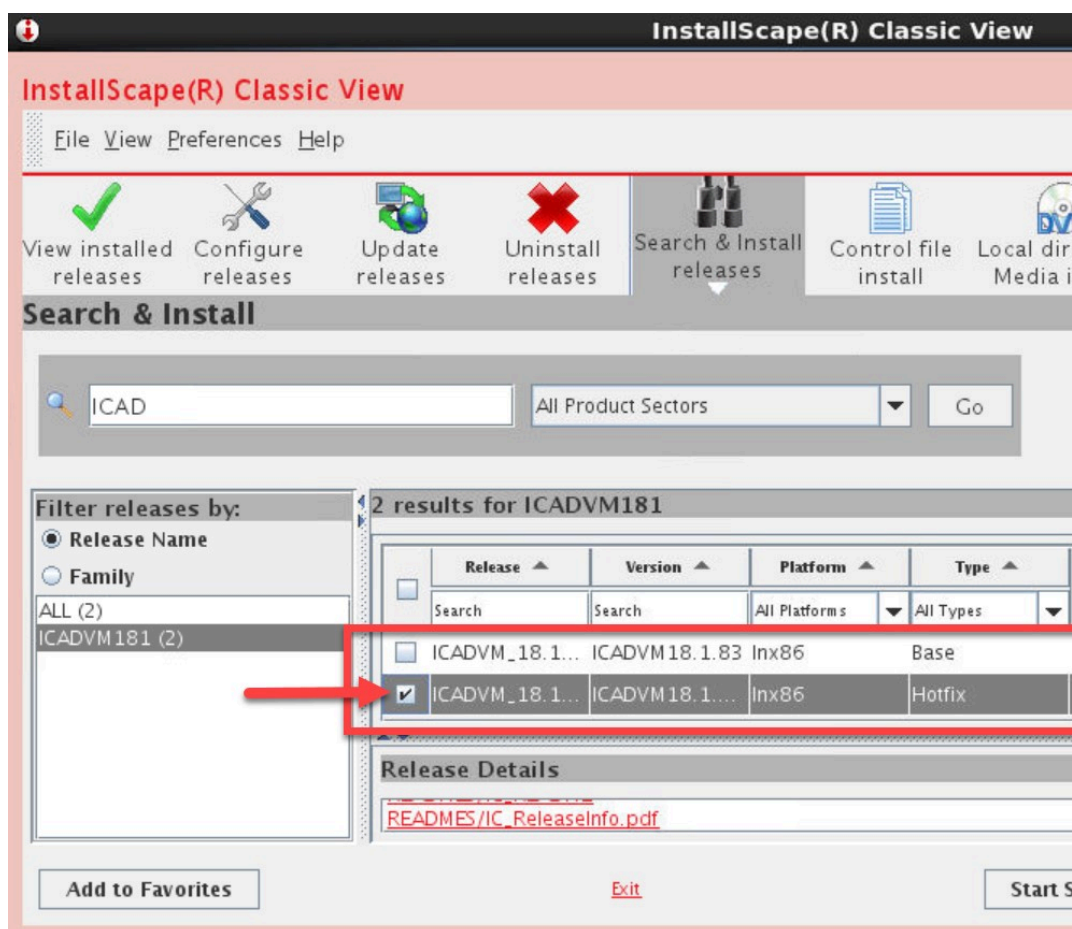 InstallScape(R) Classic View
InstallScape(R) Classic View
File View Preferences Help
View installed releases
Configure releases
Update releases
Uninstall releases
Search & Install releases
Control file install
Local dir
Media i
Search & Install
ICAD
All Product Sectors
Go
Filter releases by:
Release Name
Family
ALL (2)
ICADVM181 (2)
2 results for ICADVM181
Release Version Platform Type
Search Search All Platforms All Types
ICADVM_18.1... ICADVM18.1.83 lnx86 Base
ICADVM_18.1... ICADVM18.1.... lnx86 Hotfix
Release Details
READMES/IC_ReleaseInfo.pdf
Add to Favorites
Exit
Start S